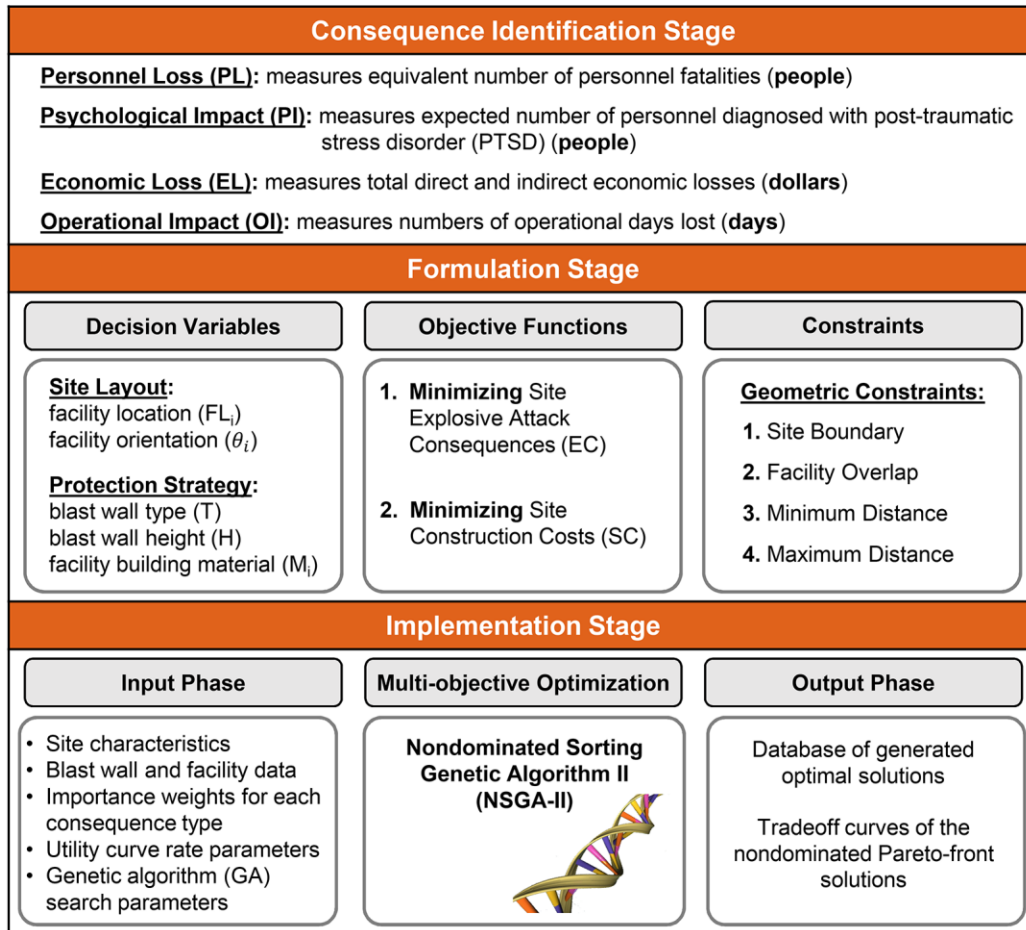 Consequence Identification Stage
Personnel Loss (PL): measures equivalent number of personnel fatalities (people)
Psychological Impact (PI): measures expected number of personnel diagnosed with post-traumatic
stress disorder (PTSD) (people)
Economic Loss (EL): measures total direct and indirect economic losses (dollars)
Operational Impact (OI): measures numbers of operational days lost (days)
Formulation Stage
Decision Variables
Site Layout:
facility location (FLᵢ)
facility orientation (θᵢ)
Protection Strategy:
blast wall type (T)
blast wall height (H)
facility building material (Mᵢ)
Objective Functions
1. Minimizing Site
Explosive Attack
Consequences (EC)
2. Minimizing Site
Construction Costs (SC)
Constraints
Geometric Constraints:
1. Site Boundary
2. Facility Overlap
3. Minimum Distance
4. Maximum Distance
Implementation Stage
Input Phase
• Site characteristics
• Blast wall and facility data
• Importance weights for each
consequence type
• Utility curve rate parameters
• Genetic algorithm (GA)
search parameters
Multi-objective Optimization
Nondominated Sorting
Genetic Algorithm II
(NSGA-II)
Output Phase
Database of generated
optimal solutions
Tradeoff curves of the
nondominated Pareto-front
solutions